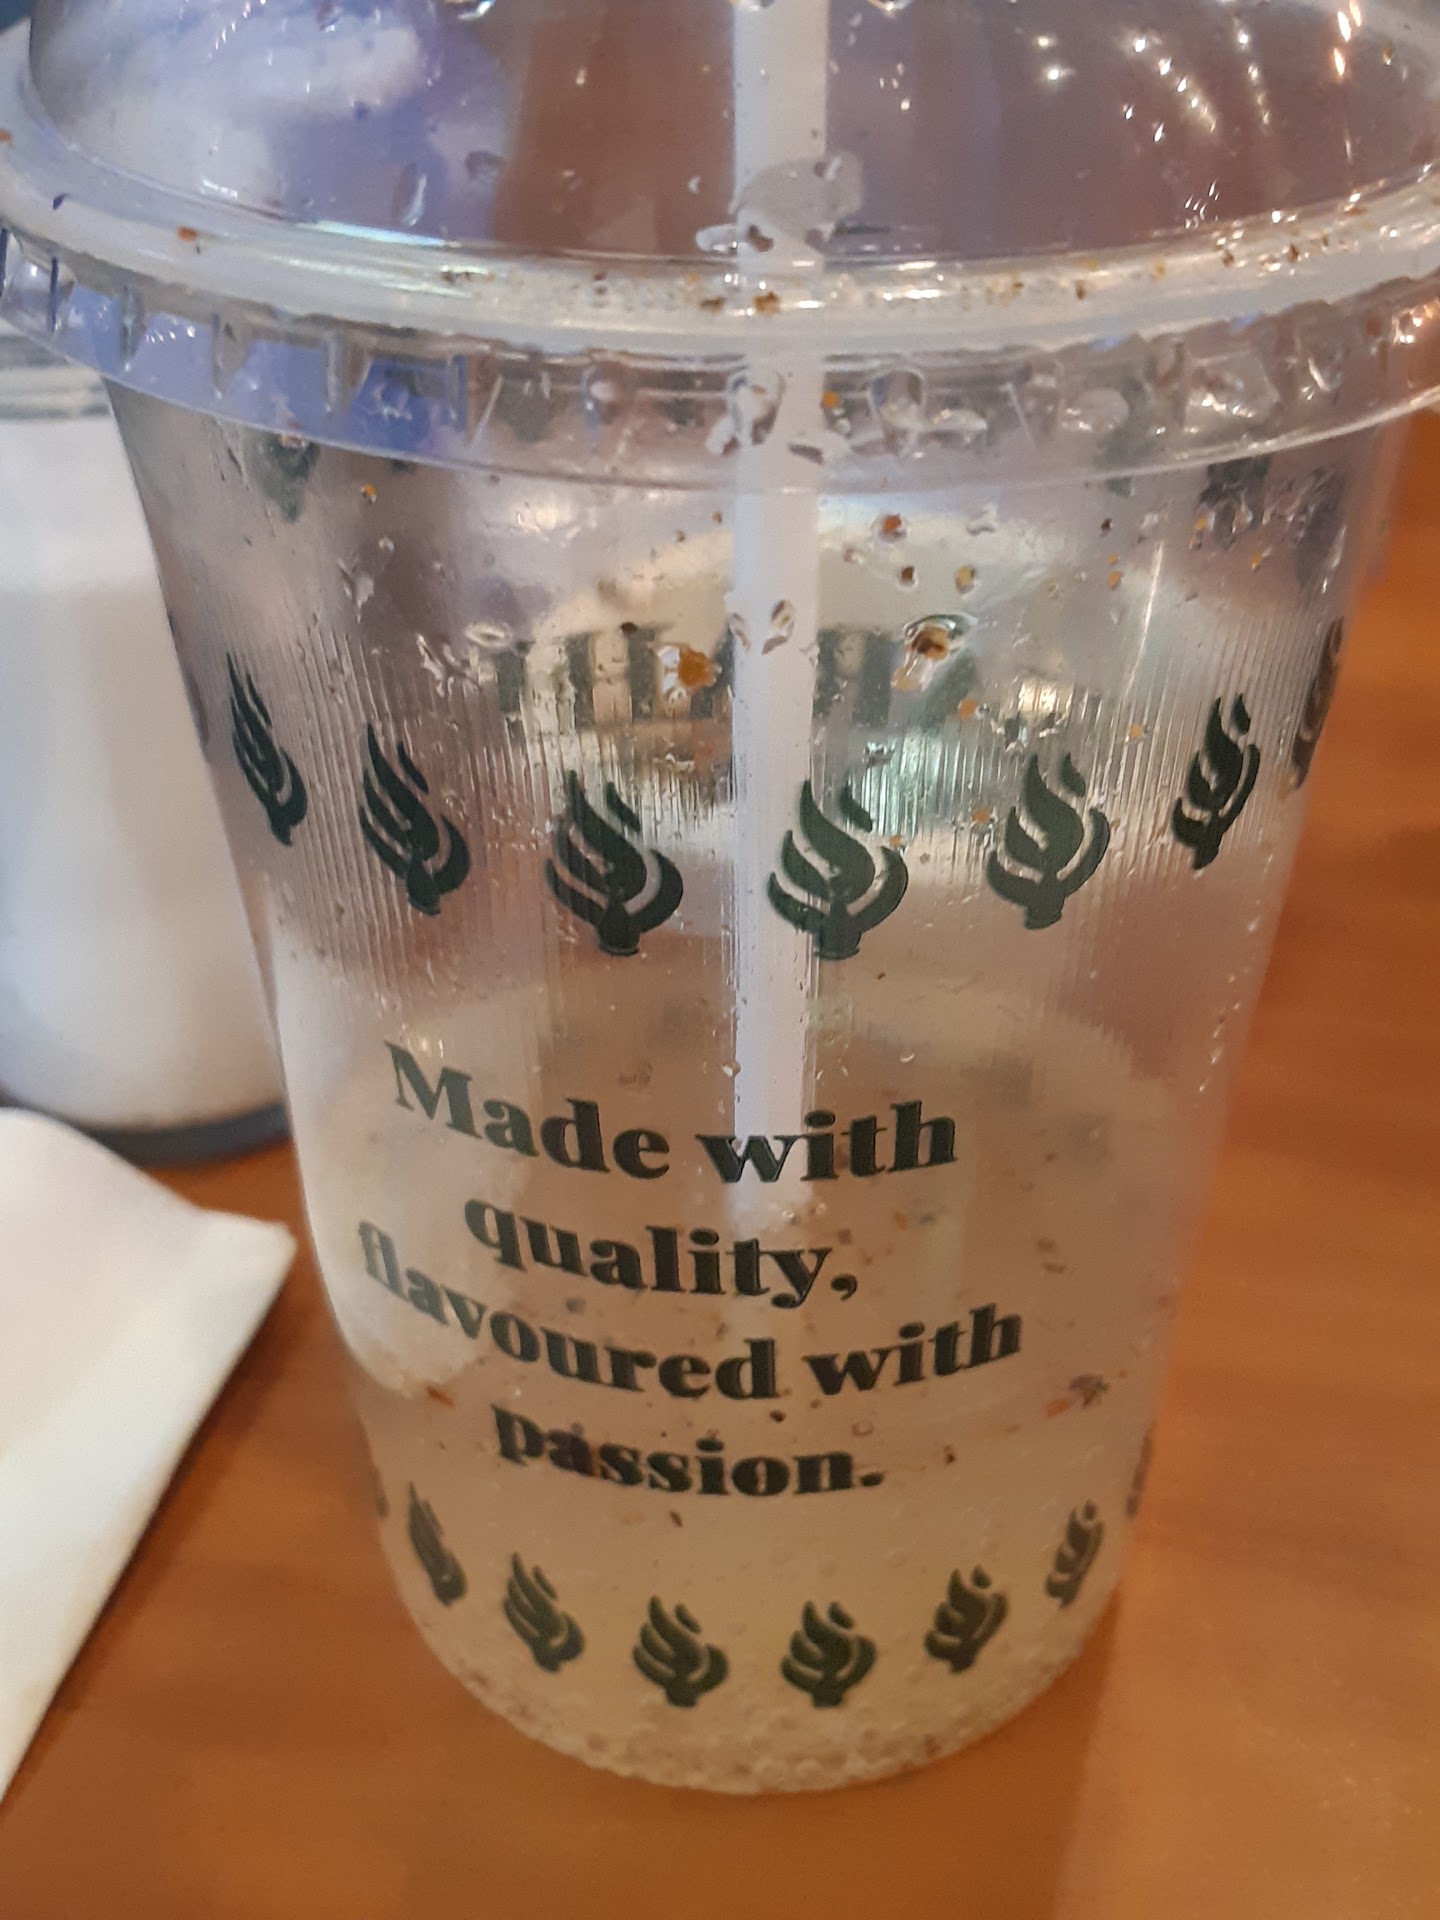 Made with
quality,
flavoured with
passion.